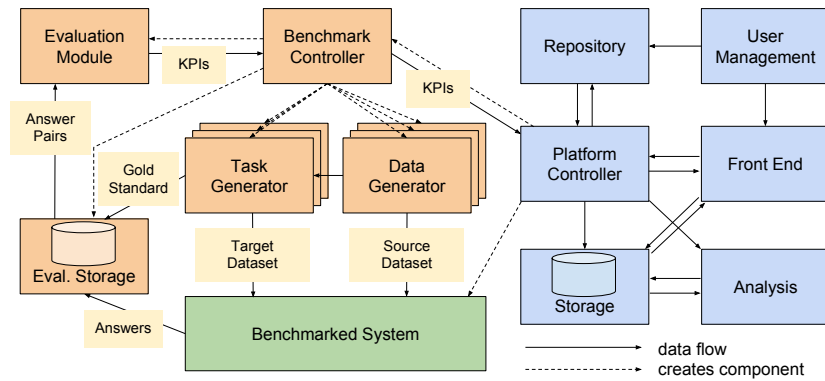 Evaluation
Module
KPIs
Benchmark
Controller
KPIs
Repository
User
Management
Answer
Pairs
Gold
Standard
Task
Generator
Data
Generator
Platform
Controller
Front End
Target
Dataset
Source
Dataset
Eval. Storage
Storage
Analysis
Answers
Benchmarked System
data flow
creates component